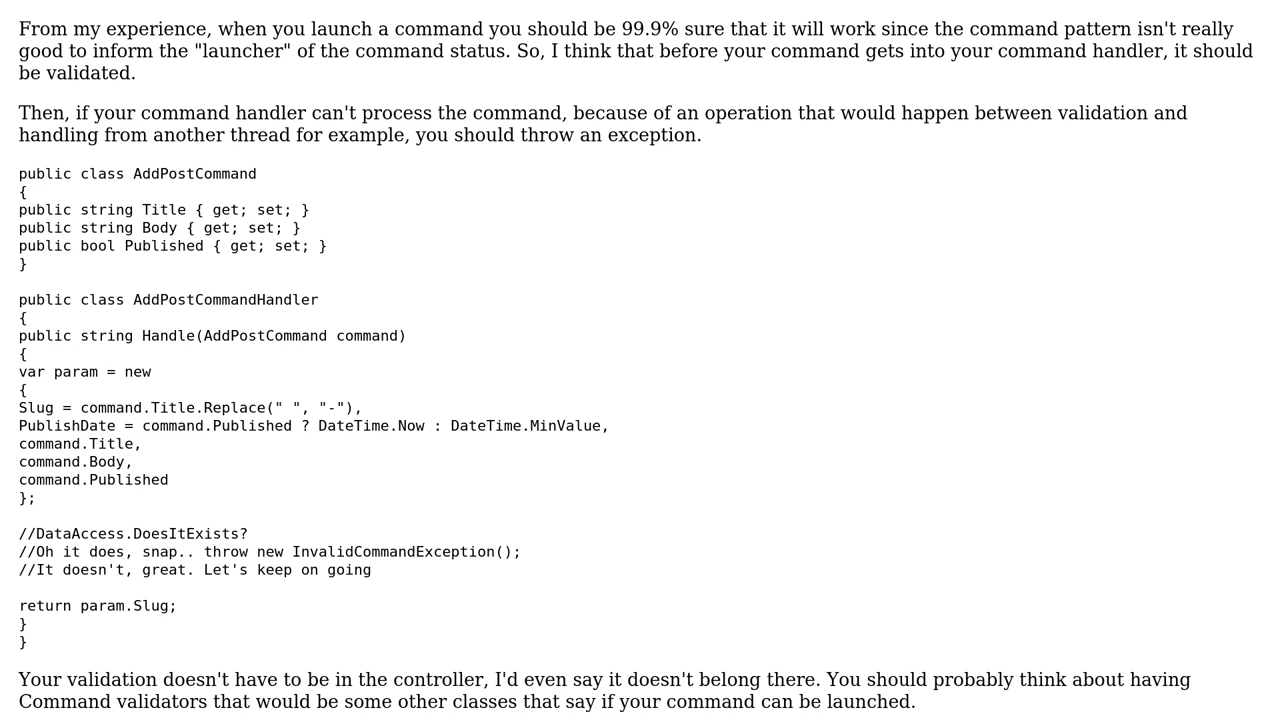 From my experience, when you launch a command you should be 99.9% sure that it will work since the command pattern isn't really
good to inform the "launcher" of the command status. So, I think that before your command gets into your command handler, it should
be validated.
Then, if your command handler can't process the command, because of an operation that would happen between validation and
handling from another thread for example, you should throw an exception.
public class AddPostCommand
{
public string Title { get; set; }
public string Body { get; set; }
public bool Published { get; set; }
}
public class AddPostCommandHandler
{
public string Handle(AddPostCommand command)
{
var param = new
{
Slug = command.Title.Replace(" ", "-"),
PublishDate = command.Published ? DateTime.Now : DateTime.MinValue,
command.Title,
command.Body,
command.Published
};
//DataAccess.DoesItExists?
//Oh it does, snap.. throw new InvalidCommandException();
//It doesn't, great. Let's keep on going
return param.Slug;
}
}
Your validation doesn't have to be in the controller, I'd even say it doesn't belong there. You should probably think about having
Command validators that would be some other classes that say if your command can be launched.